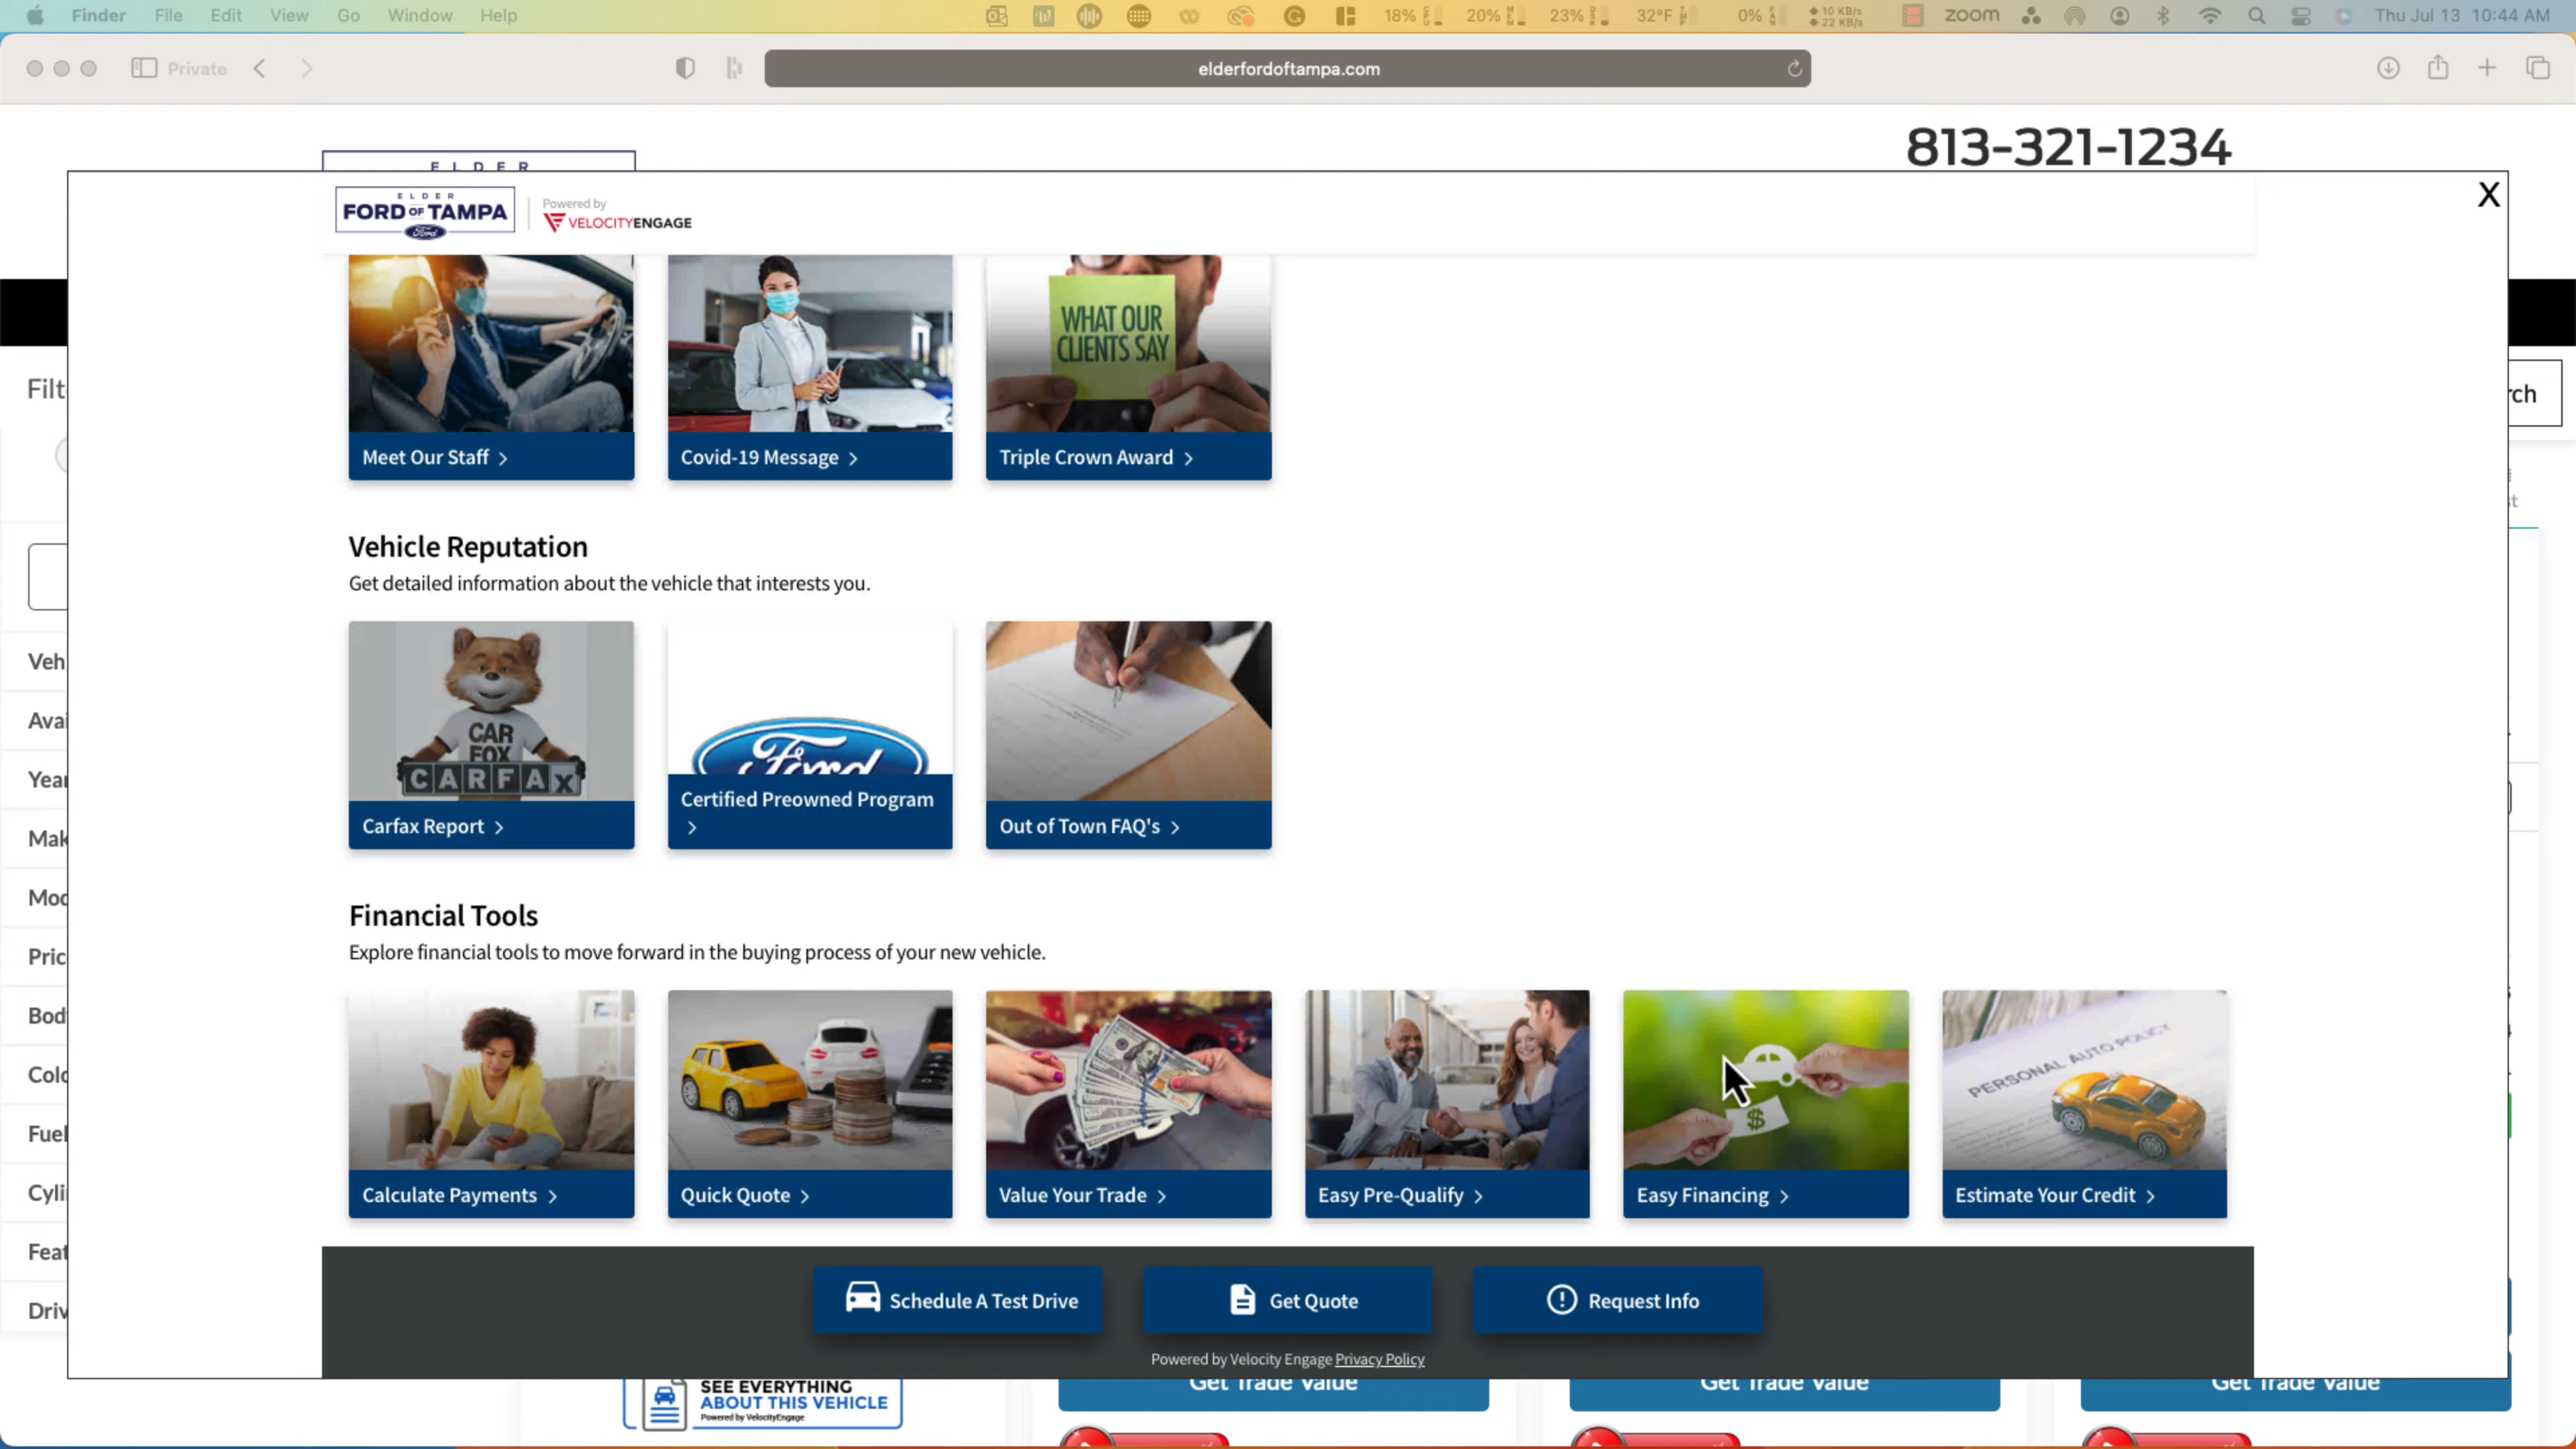 Finder File Edit View Go Window Help
18% 20% 23% 32°F 0% 10 KB/s 22 KB/s zoom Thu Jul 13 10:44 AM
Private
elderfordoftampa.com
813-321-1234
ELDER
ELDER
FORD OF TAMPA
Ford
Powered by
VELOCITYENGAGE
X
WHAT OUR
CLIENTS SAY
Filt
rch
Meet Our Staff >
Covid-19 Message >
Triple Crown Award >
Vehicle Reputation
Get detailed information about the vehicle that interests you.
Veh
Avai
Year
Mak
Mod
Pric
Bod
Colo
Fuel
Cyli
Feat
Driv
CAR
FOX
CARFAX
Ford
Carfax Report >
Certified Preowned Program
>
Out of Town FAQ's >
Financial Tools
Explore financial tools to move forward in the buying process of your new vehicle.
$
PERSONAL AUTO POLICY
Calculate Payments >
Quick Quote >
Value Your Trade >
Easy Pre-Qualify >
Easy Financing >
Estimate Your Credit >
Schedule A Test Drive
Get Quote
Request Info
Powered by Velocity Engage Privacy Policy
SEE EVERYTHING
ABOUT THIS VEHICLE
Powered by VelocityEngage
Get Trade Value
Get Trade Value
Get Trade Value